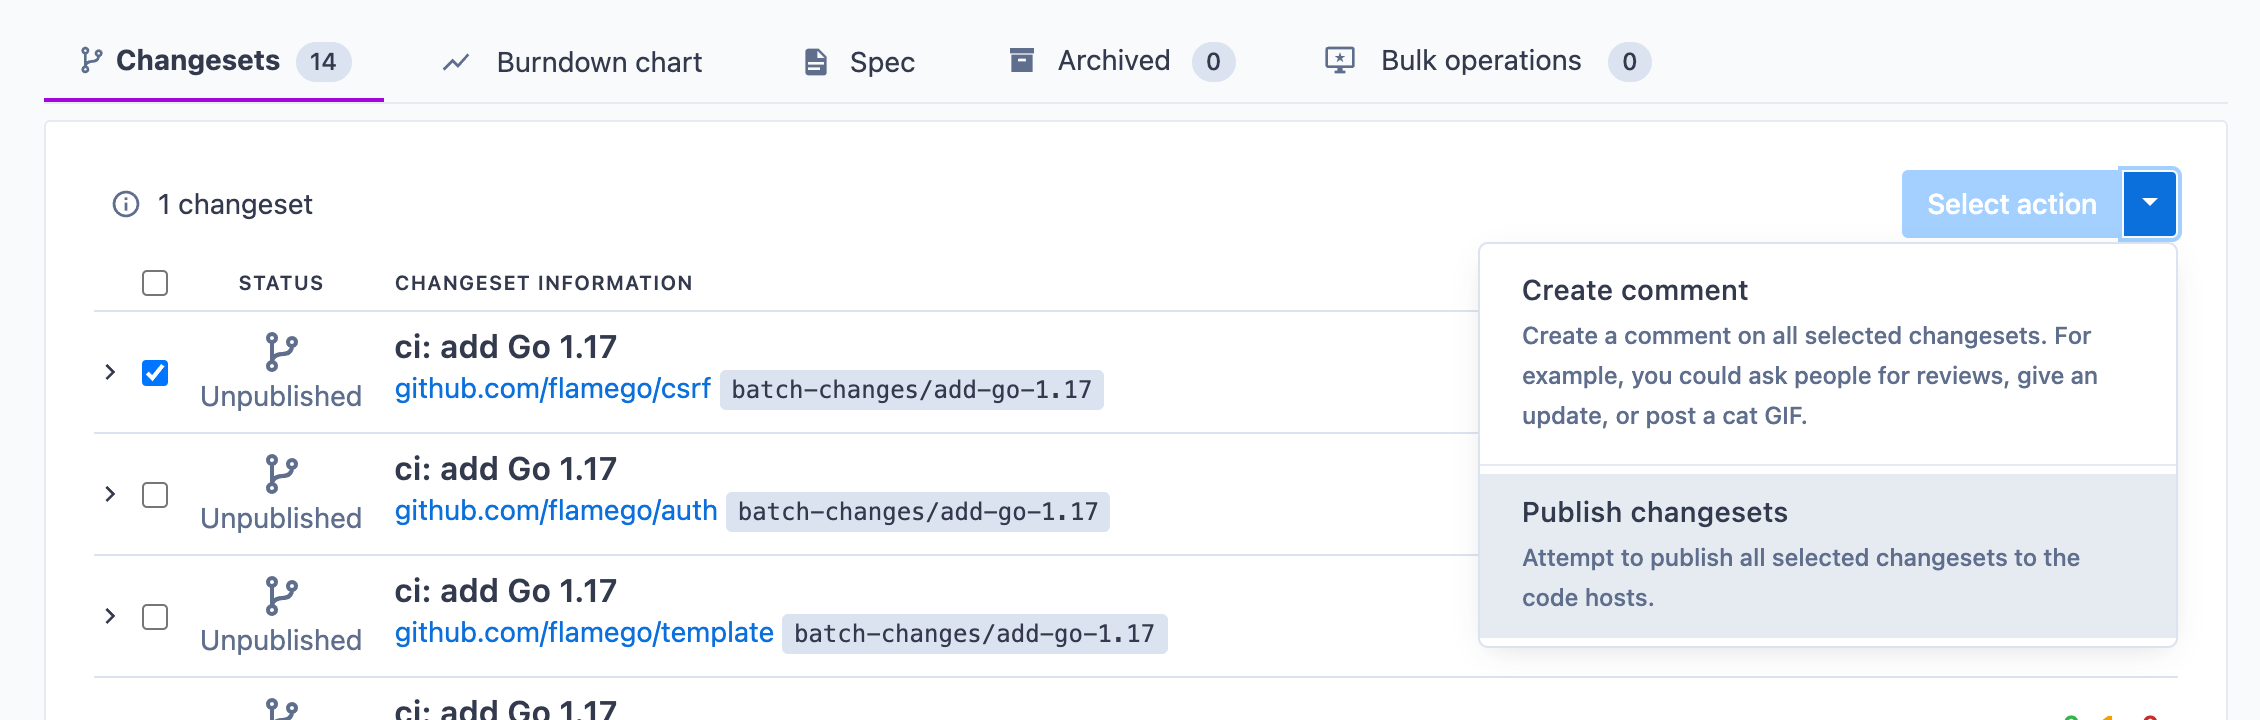 Changesets 14 Burndown chart Spec Archived 0 Bulk operations 0
1 changeset Select action
STATUS CHANGESET INFORMATION
Create comment
Create a comment on all selected changesets. For
example, you could ask people for reviews, give an
update, or post a cat GIF.
Publish changesets
Attempt to publish all selected changesets to the
code hosts.
ci: add Go 1.17
Unpublished github.com/flamego/csrf batch-changes/add-go-1.17
ci: add Go 1.17
Unpublished github.com/flamego/auth batch-changes/add-go-1.17
ci: add Go 1.17
Unpublished github.com/flamego/template batch-changes/add-go-1.17
ci: add Go 1.17